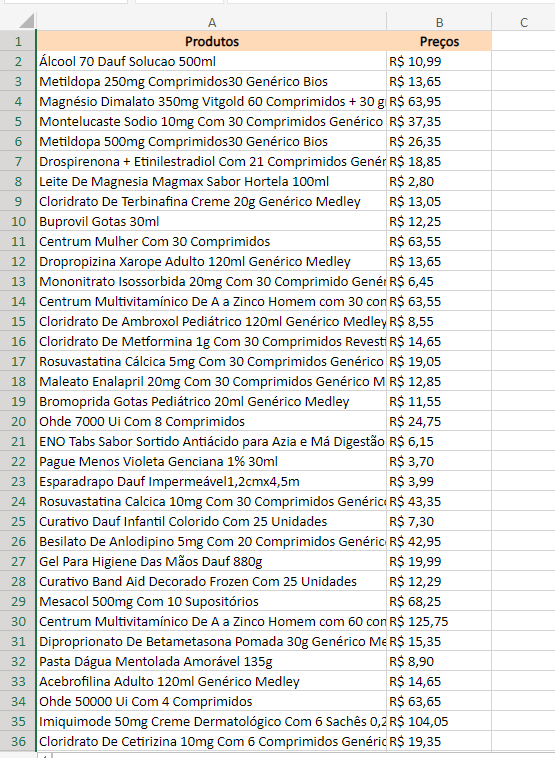 A B C
1 Produtos Preços
2 Álcool 70 Dauf Solucao 500ml R$ 10,99
3 Metildopa 250mg Comprimidos30 Genérico Bios R$ 13,65
4 Magnésio Dimalato 350mg Vitgold 60 Comprimidos + 30 g R$ 63,95
5 Montelucaste Sodio 10mg Com 30 Comprimidos Genérico R$ 37,35
6 Metildopa 500mg Comprimidos30 Genérico Bios R$ 26,35
7 Drospirenona + Etinilestradiol Com 21 Comprimidos Genér R$ 18,85
8 Leite De Magnesia Magmax Sabor Hortela 100ml R$ 2,80
9 Cloridrato De Terbinafina Creme 20g Genérico Medley R$ 13,05
10 Buprovil Gotas 30ml R$ 12,25
11 Centrum Mulher Com 30 Comprimidos R$ 63,55
12 Dropropizina Xarope Adulto 120ml Genérico Medley R$ 13,65
13 Mononitrato Isossorbida 20mg Com 30 Comprimido Genér R$ 6,45
14 Centrum Multivitamínico De A a Zinco Homem com 30 com R$ 63,55
15 Cloridrato De Ambroxol Pediátrico 120ml Genérico Medley R$ 8,55
16 Cloridrato De Metformina 1g Com 30 Comprimidos Revesti R$ 14,65
17 Rosuvastatina Cálcica 5mg Com 30 Comprimidos Genérico R$ 19,05
18 Maleato Enalapril 20mg Com 30 Comprimidos Genérico M R$ 12,85
19 Bromoprida Gotas Pediátrico 20ml Genérico Medley R$ 11,55
20 Ohde 7000 Ui Com 8 Comprimidos R$ 24,75
21 ENO Tabs Sabor Sortido Antiácido para Azia e Má Digestão R$ 6,15
22 Pague Menos Violeta Genciana 1% 30ml R$ 3,70
23 Esparadrapo Dauf Impermeável1,2cmx4,5m R$ 3,99
24 Rosuvastatina Calcica 10mg Com 30 Comprimidos Genéric R$ 43,35
25 Curativo Dauf Infantil Colorido Com 25 Unidades R$ 7,30
26 Besilato De Anlodipino 5mg Com 20 Comprimidos Genéric R$ 42,95
27 Gel Para Higiene Das Mãos Dauf 880g R$ 19,99
28 Curativo Band Aid Decorado Frozen Com 25 Unidades R$ 12,29
29 Mesacol 500mg Com 10 Supositórios R$ 68,25
30 Centrum Multivitamínico De A a Zinco Homem com 60 com R$ 125,75
31 Diproprionato De Betametasona Pomada 30g Genérico Me R$ 15,35
32 Pasta Dágua Mentolada Amorável 135g R$ 8,90
33 Acebrofilina Adulto 120ml Genérico Medley R$ 14,65
34 Ohde 50000 Ui Com 4 Comprimidos R$ 63,65
35 Imiquimode 50mg Creme Dermatológico Com 6 Sachês 0,2 R$ 104,05
36 Cloridrato De Cetirizina 10mg Com 6 Comprimidos Genéric R$ 19,35